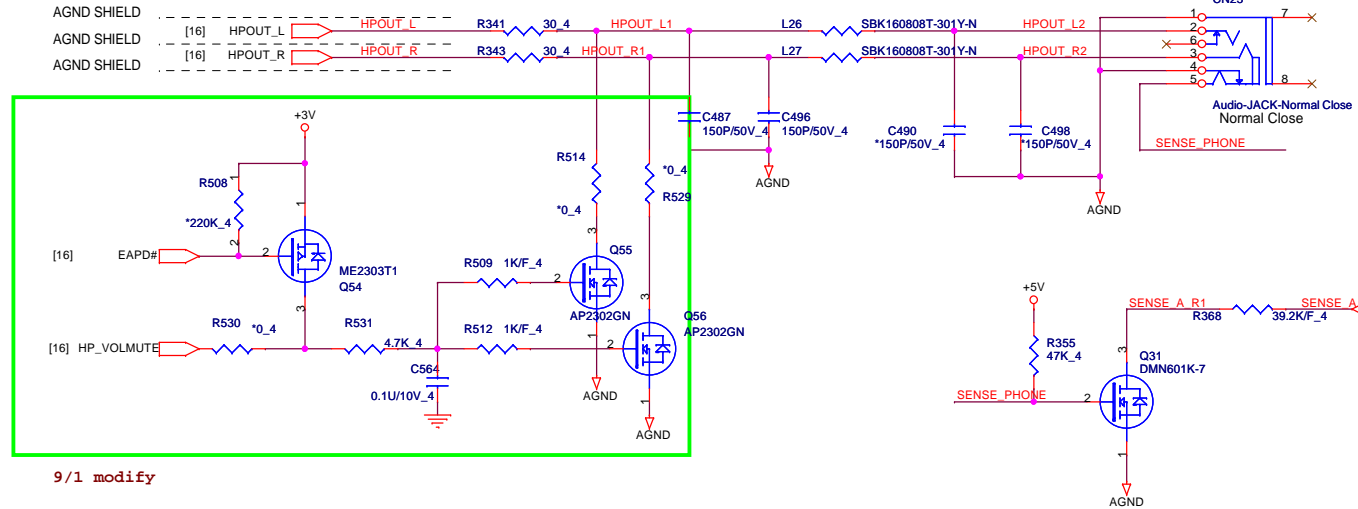 AGND SHIELD
AGND SHIELD
AGND SHIELD
[16] HPOUT_L HPOUT_L R341 30_4 HPOUT_L1 L26 SBK160808T-301Y-N HPOUT_L2
[16] HPOUT_R HPOUT_R R343 30_4 HPOUT_R1 L27 SBK160808T-301Y-N HPOUT_R2
1 2 6 3 4 5 7 8
Audio-JACK-Normal Close
Normal Close
SENSE_PHONE
C487
150P/50V_4
C496
150P/50V_4
AGND
C490
*150P/50V_4
C498
*150P/50V_4
AGND
+3V
R508
1
*220K_4
2
[16] EAPD#
1
2
3
ME2303T1
Q54
R514
*0_4
*0_4
R529
[16] HP_VOLMUTE R530 *0_4 R531 4.7K_4
C564
0.1U/10V_4
R509 1K/F_4
R512 1K/F_4
3
2
1
Q55
AP2302GN
AGND
3
2
1
Q56
AP2302GN
AGND
+5V
R355
47K_4
SENSE_PHONE
SENSE_A_R1 R368 39.2K/F_4 SENSE_A
3
2
1
Q31
DMN601K-7
AGND
9/1 modify